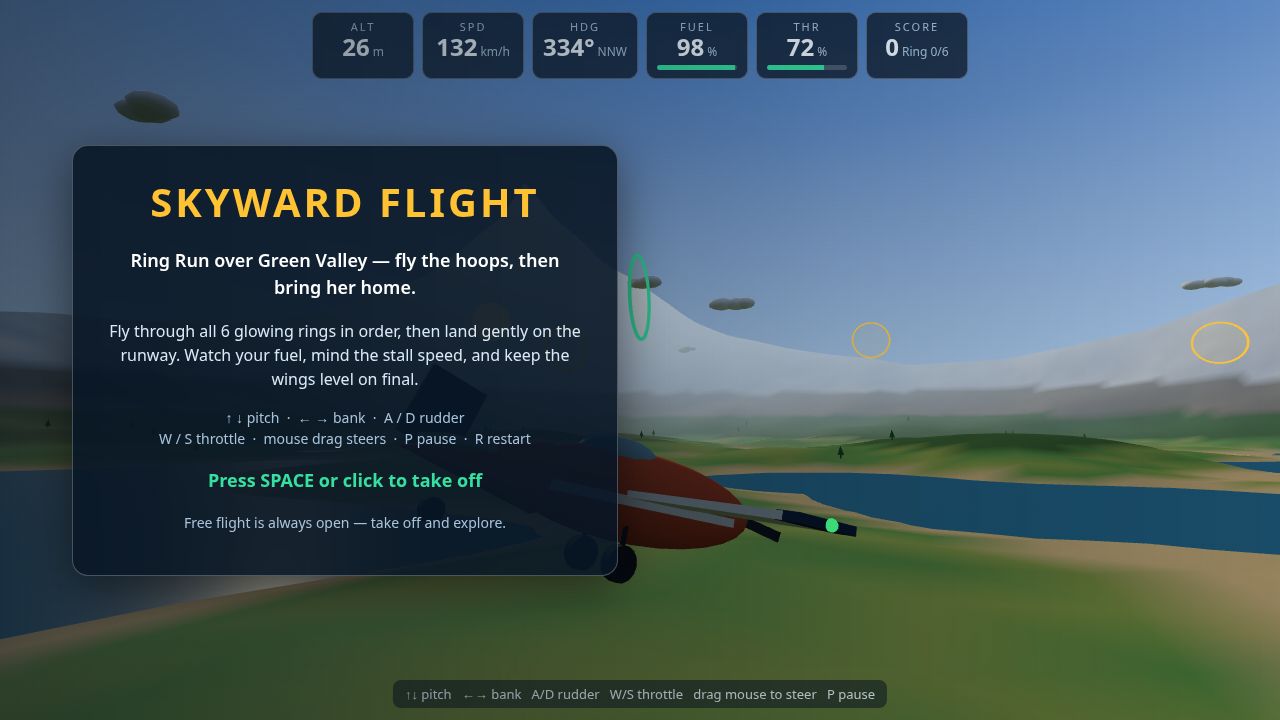 ALT
26 m
SPD
132 km/h
HDG
334° NNW
FUEL
98 %
THR
72 %
SCORE
0 Ring 0/6
SKYWARD FLIGHT
Ring Run over Green Valley — fly the hoops, then
bring her home.
Fly through all 6 glowing rings in order, then land gently on the
runway. Watch your fuel, mind the stall speed, and keep the
wings level on final.
↑ ↓ pitch · ← → bank · A / D rudder
W / S throttle · mouse drag steers · P pause · R restart
Press SPACE or click to take off
Free flight is always open — take off and explore.
↑↓ pitch ←→ bank A/D rudder W/S throttle drag mouse to steer P pause